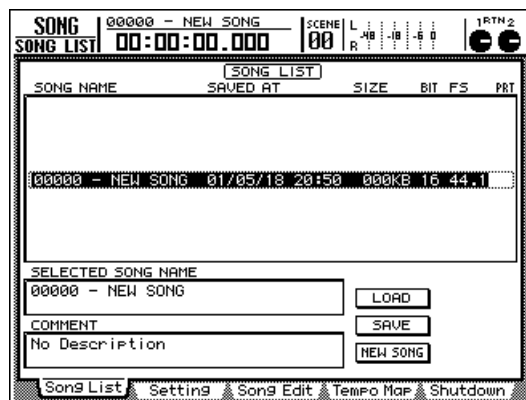 SONG 00000 - NEW SONG SCENE L -48 -18 -6 0 1RTN2
SONG LIST 00:00:00.000 00 R
SONG LIST
SONG NAME SAVED AT SIZE BIT FS PRT
00000 - NEW SONG 01/05/18 20:50 000KB 16 44.1
SELECTED SONG NAME
00000 - NEW SONG
LOAD
COMMENT
SAVE
No Description
NEW SONG
Song List Setting Song Edit Tempo Map Shutdown